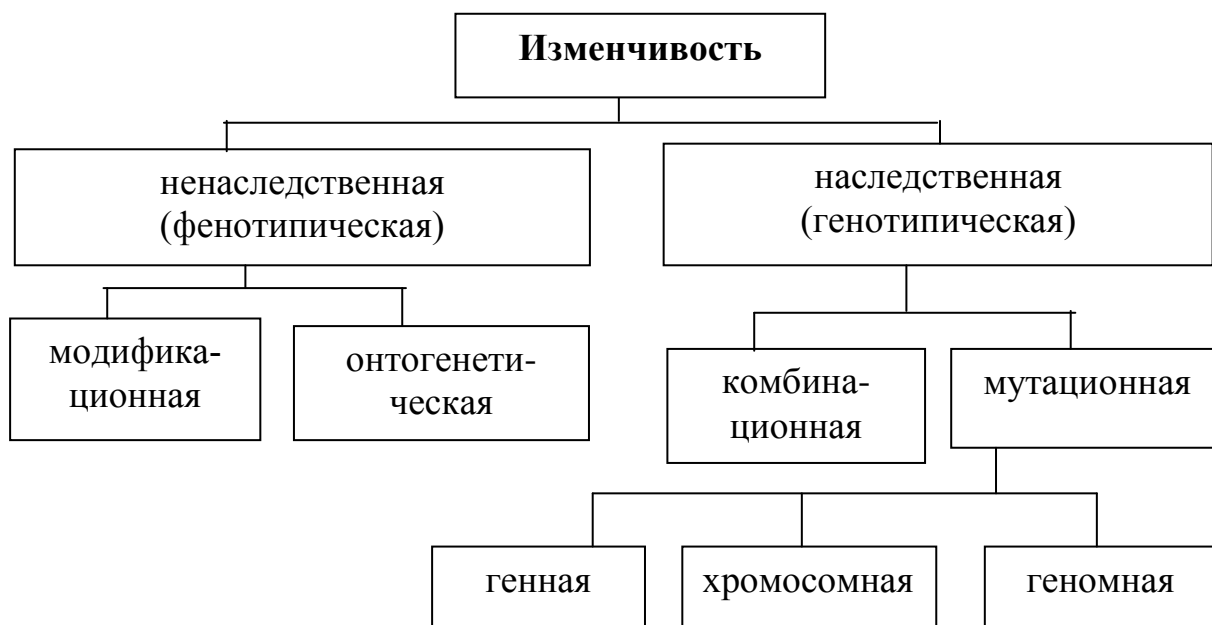 Изменчивость
ненаследственная
(фенотипическая)
наследственная
(генотипическая)
модифика-
ционная
онтогенети-
ческая
комбина-
ционная
мутационная
генная
хромосомная
геномная